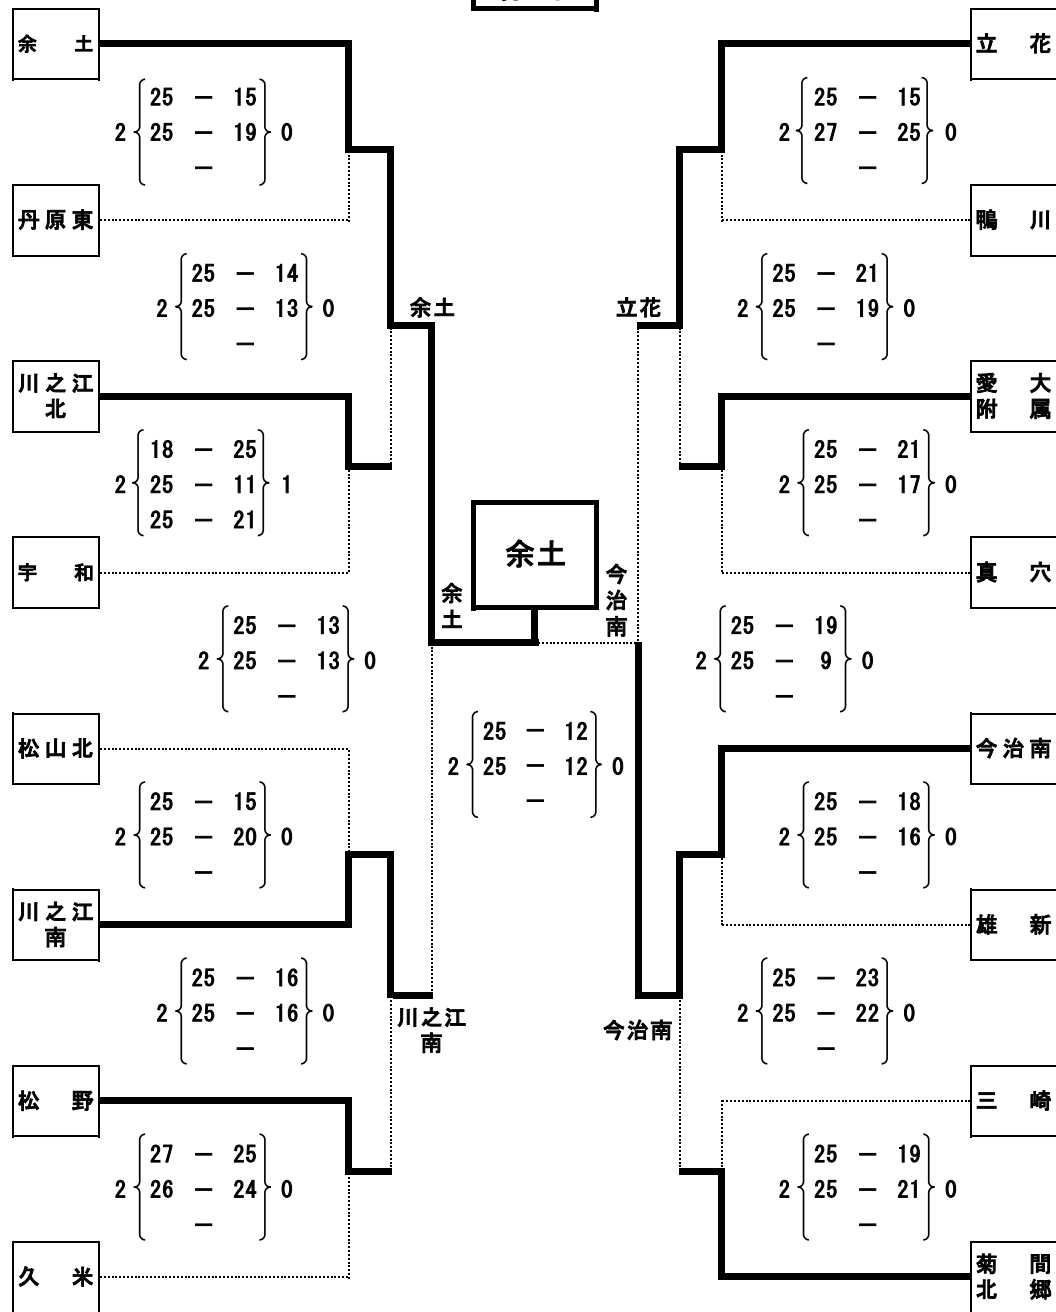 余土
立花
25 － 15
2 25 － 19 0
－
25 － 15
2 27 － 25 0
－
丹原東
鴨川
25 － 14
2 25 － 13 0
－
余土
立花
25 － 21
2 25 － 19 0
－
川之江
北
愛大
附属
18 － 25
2 25 － 11 1
25 － 21
25 － 21
2 25 － 17 0
－
余土
今治南
宇和
真穴
余土
25 － 13
2 25 － 13 0
－
25 － 19
2 25 － 9 0
－
松山北
今治南
25 － 12
2 25 － 12 0
－
25 － 15
2 25 － 20 0
－
25 － 18
2 25 － 16 0
－
川之江
南
雄新
25 － 16
2 25 － 16 0
－
川之江
南
今治南
25 － 23
2 25 － 22 0
－
松野
三崎
27 － 25
2 26 － 24 0
－
25 － 19
2 25 － 21 0
－
久米
菊間
北郷